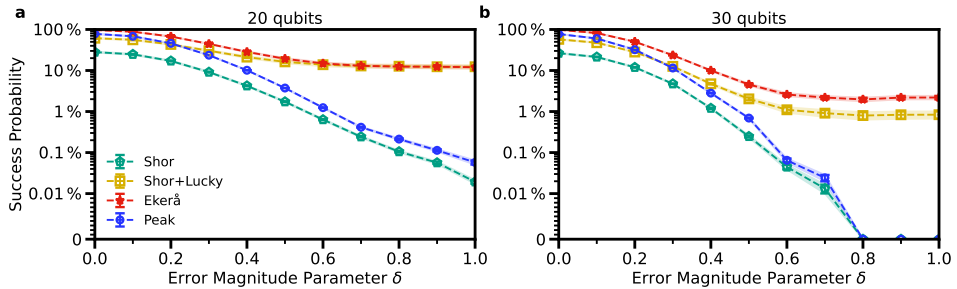 a
20 qubits
Success Probability
100 %
10 %
1 %
0.1 %
0.01 %
0
Shor
Shor+Lucky
Ekerå
Peak
0.0 0.2 0.4 0.6 0.8 1.0
Error Magnitude Parameter δ
b
30 qubits
100 %
10 %
1 %
0.1 %
0.01 %
0
0.0 0.2 0.4 0.6 0.8 1.0
Error Magnitude Parameter δ